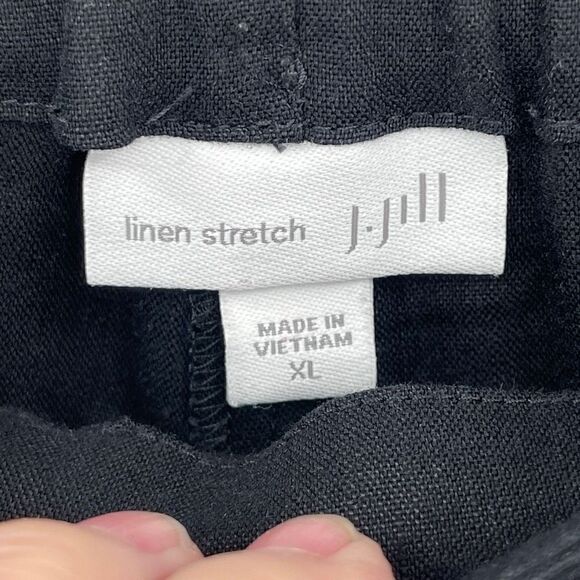 linen stretch J.Jill
MADE IN
VIETNAM
XL